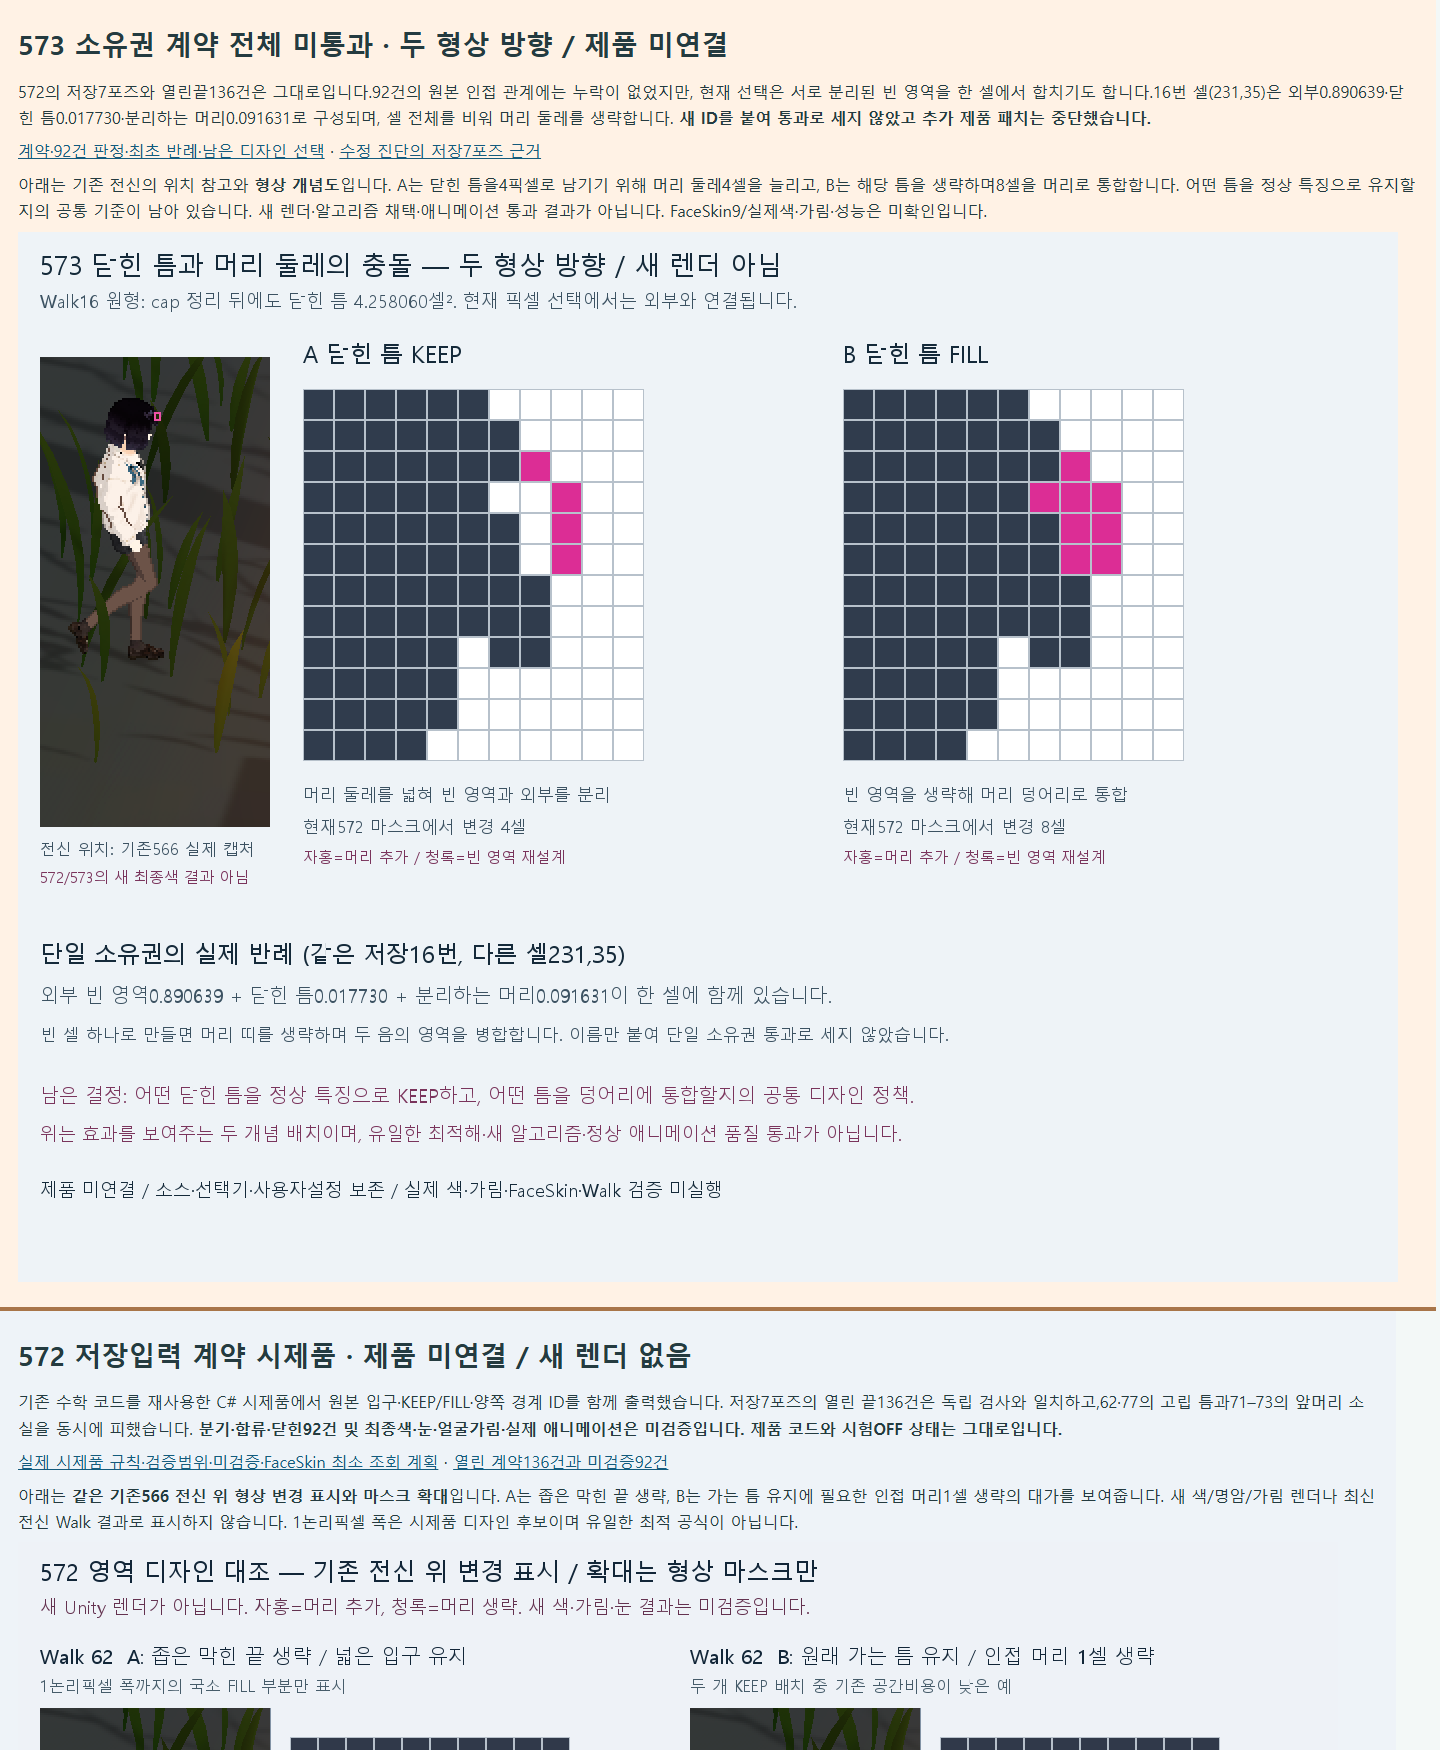 573 소유권 계약 전체 미통과 · 두 형상 방향 / 제품 미연결
572의 저장7포즈와 열린끝136건은 그대로입니다.92건의 원본 인접 관계에는 누락이 없었지만, 현재 선택은 서로 분리된 빈 영역을 한 셀에서 합치기도 합니다.16번 셀(231,35)은 외부0.890639·닫
힌 틈0.017730·분리하는 머리0.091631로 구성되며, 셀 전체를 비워 머리 둘레를 생략합니다. 새 ID를 붙여 통과로 세지 않았고 추가 제품 패치는 중단했습니다.
계약·92건 판정·최초 반례·남은 디자인 선택 · 수정 진단의 저장7포즈 근거
아래는 기존 전신의 위치 참고와 형상 개념도입니다. A는 닫힌 틈을4픽셀로 남기기 위해 머리 둘레4셀을 늘리고, B는 해당 틈을 생략하며8셀을 머리로 통합합니다. 어떤 틈을 정상 특징으로 유지할
지의 공통 기준이 남아 있습니다. 새 렌더·알고리즘 채택·애니메이션 통과 결과가 아닙니다. FaceSkin9/실제색·가림·성능은 미확인입니다.
573 닫힌 틈과 머리 둘레의 충돌 — 두 형상 방향 / 새 렌더 아님
Walk16 원형: cap 정리 뒤에도 닫힌 틈 4.258060셀². 현재 픽셀 선택에서는 외부와 연결됩니다.
A 닫힌 틈 KEEP
B 닫힌 틈 FILL
머리 둘레를 넓혀 빈 영역과 외부를 분리
현재572 마스크에서 변경 4셀
자홍=머리 추가 / 청록=빈 영역 재설계
빈 영역을 생략해 머리 덩어리로 통합
현재572 마스크에서 변경 8셀
자홍=머리 추가 / 청록=빈 영역 재설계
전신 위치: 기존566 실제 캡처
572/573의 새 최종색 결과 아님
단일 소유권의 실제 반례 (같은 저장16번, 다른 셀231,35)
외부 빈 영역0.890639 + 닫힌 틈0.017730 + 분리하는 머리0.091631이 한 셀에 함께 있습니다.
빈 셀 하나로 만들면 머리 띠를 생략하며 두 음의 영역을 병합합니다. 이름만 붙여 단일 소유권 통과로 세지 않았습니다.
남은 결정: 어떤 닫힌 틈을 정상 특징으로 KEEP하고, 어떤 틈을 덩어리에 통합할지의 공통 디자인 정책.
위는 효과를 보여주는 두 개념 배치이며, 유일한 최적해·새 알고리즘·정상 애니메이션 품질 통과가 아닙니다.
제품 미연결 / 소스·선택기·사용자설정 보존 / 실제 색·가림·FaceSkin·Walk 검증 미실행
572 저장입력 계약 시제품 · 제품 미연결 / 새 렌더 없음
기존 수학 코드를 재사용한 C# 시제품에서 원본 입구·KEEP/FILL·양쪽 경계 ID를 함께 출력했습니다. 저장7포즈의 열린 끝136건은 독립 검사와 일치하고,62·77의 고립 틈과71–73의 앞머리 소
실을 동시에 피했습니다. 분기·합류·닫힌92건 및 최종색·눈·얼굴가림·실제 애니메이션은 미검증입니다. 제품 코드와 시험OFF 상태는 그대로입니다.
실제 시제품 규칙·검증범위·미검증·FaceSkin 최소 조회 계획 · 열린 계약136건과 미검증92건
아래는 같은 기존566 전신 위 형상 변경 표시와 마스크 확대입니다. A는 좁은 막힌 끝 생략, B는 가는 틈 유지에 필요한 인접 머리1셀 생략의 대가를 보여줍니다. 새 색/명암/가림 렌더나 최신
전신 Walk 결과로 표시하지 않습니다. 1논리픽셀 폭은 시제품 디자인 후보이며 유일한 최적 공식이 아닙니다.
572 영역 디자인 대조 — 기존 전신 위 변경 표시 / 확대는 형상 마스크만
새 Unity 렌더가 아닙니다. 자홍=머리 추가, 청록=머리 생략. 새 색·가림·눈 결과는 미검증입니다.
Walk 62  A: 좁은 막힌 끝 생략 / 넓은 입구 유지
1논리픽셀 폭까지의 국소 FILL 부분만 표시
Walk 62  B: 원래 가는 틈 유지 / 인접 머리 1셀 생략
두 개 KEEP 배치 중 기존 공간비용이 낮은 예